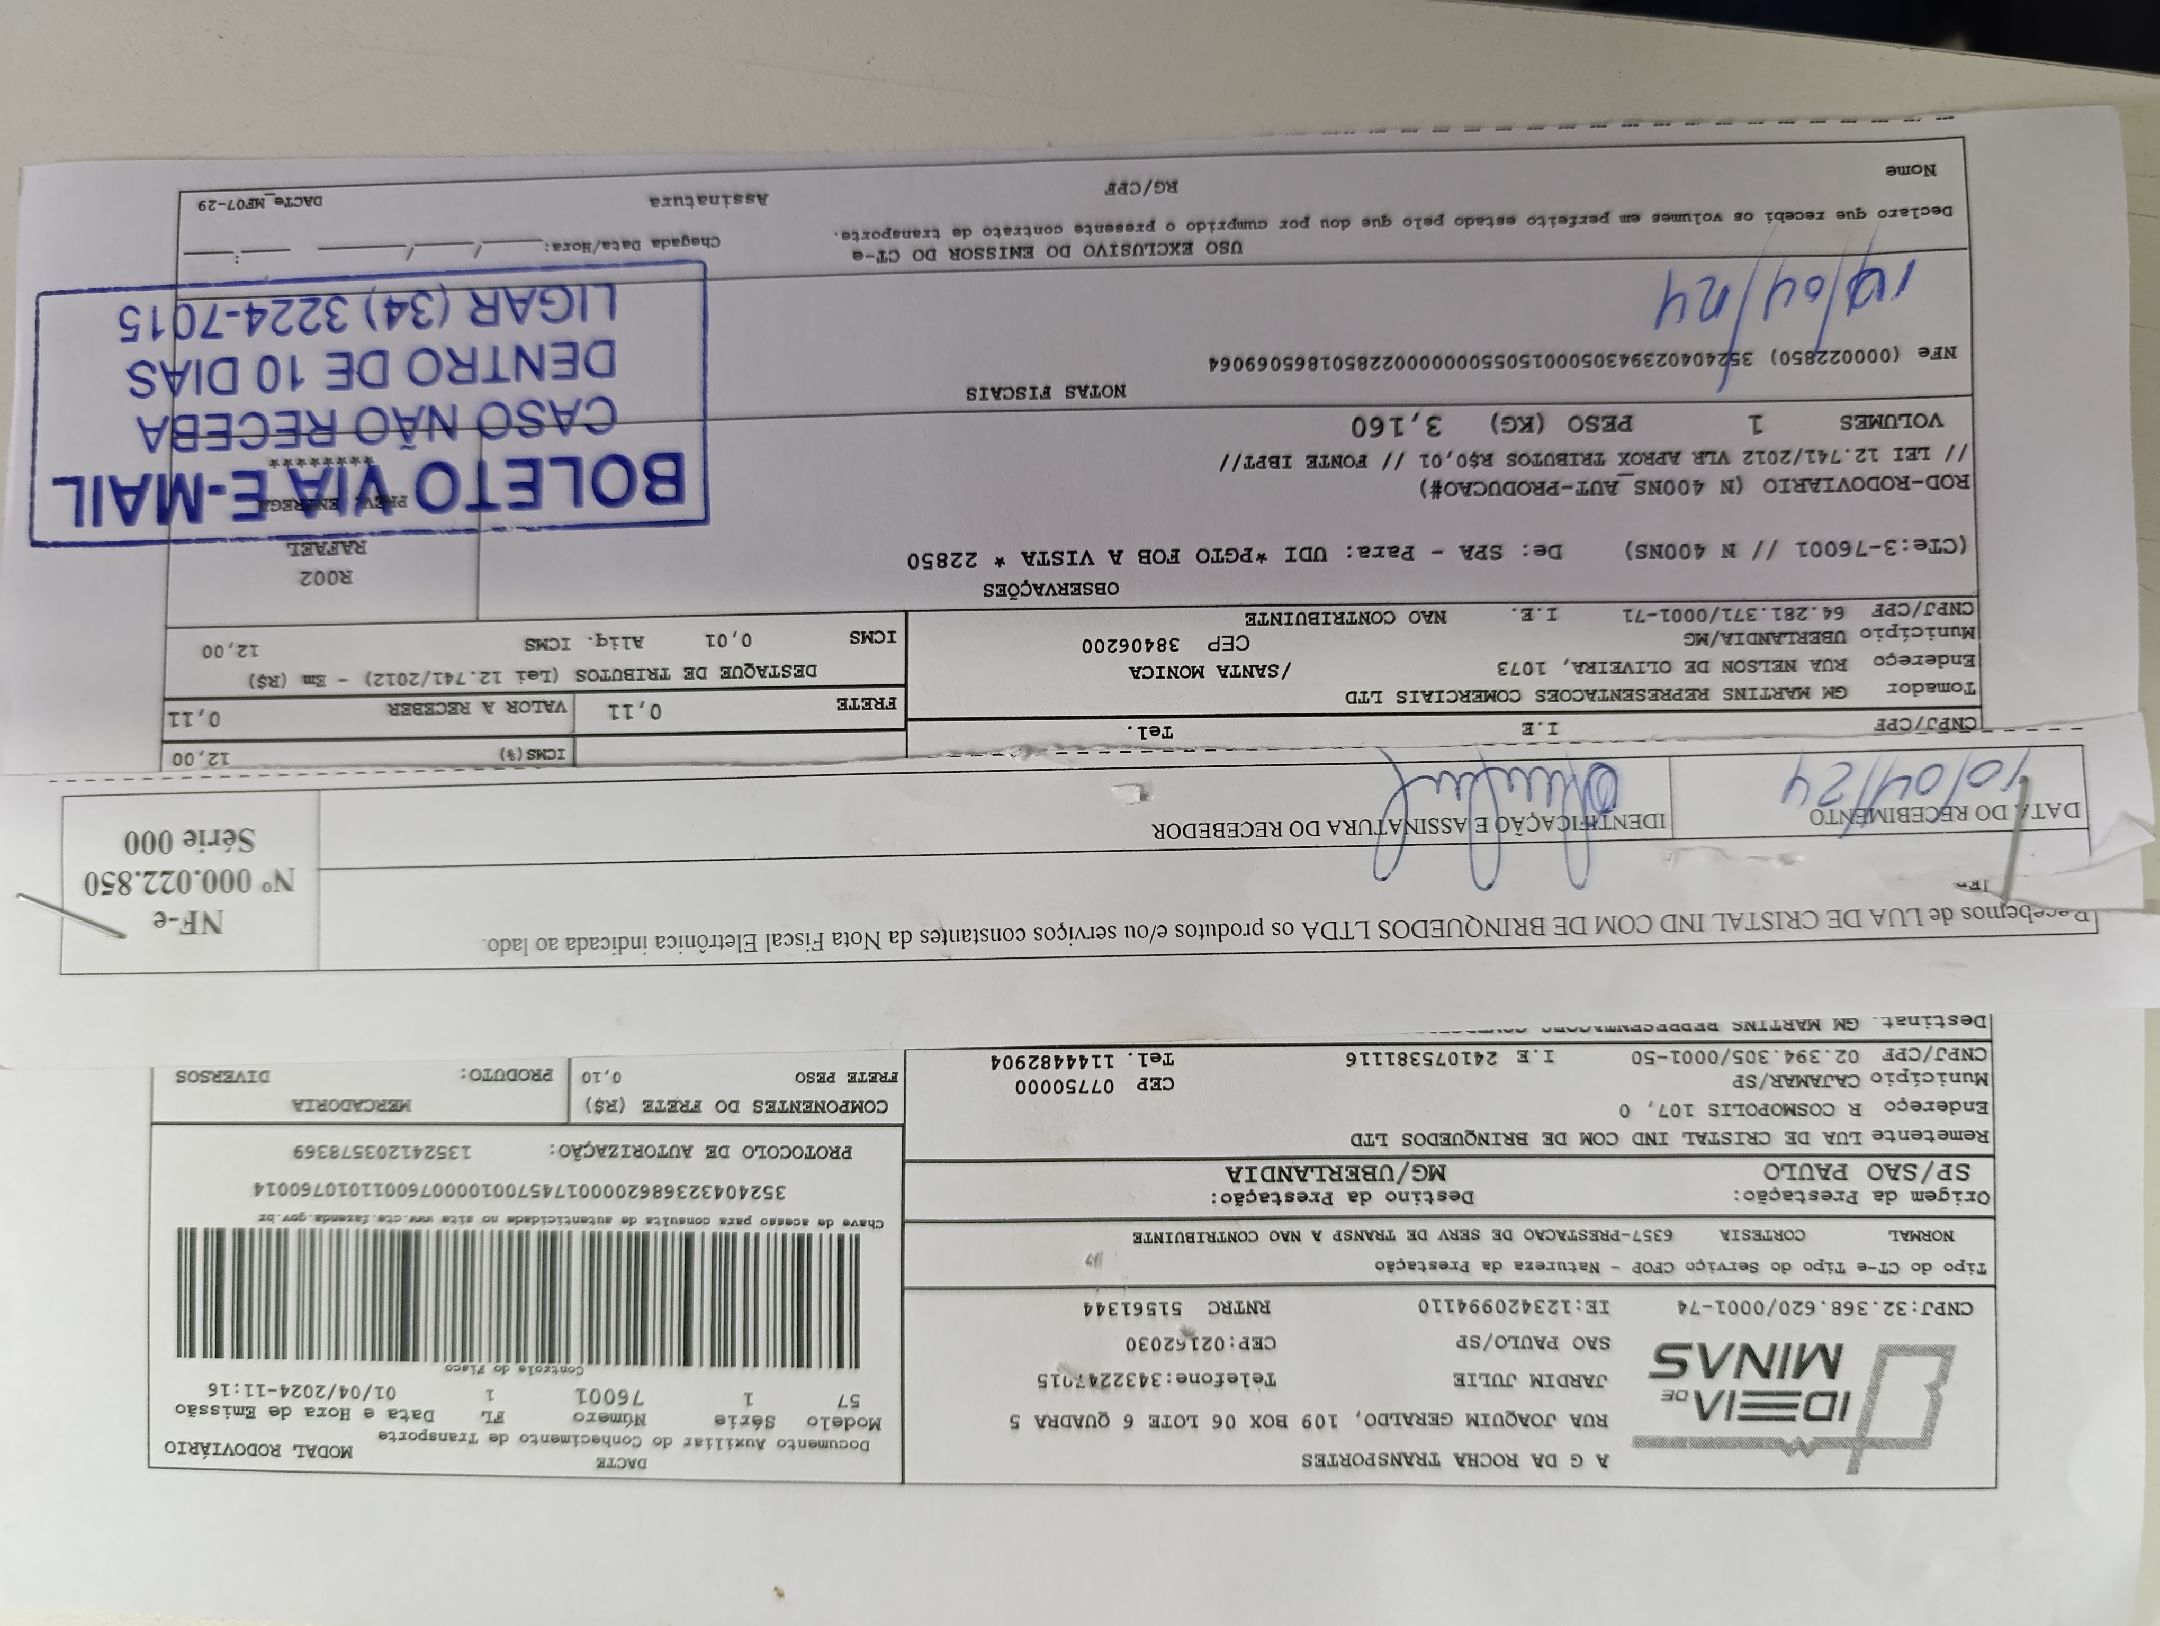 IDEIA DE
MINAS
A G DA ROCHA TRANSPORTES
RUA JOAQUIM GERALDO, 109 BOX 06 LOTE 6 QUADRA 5
JARDIM JULIE Telefone:3432247015
SAO PAULO/SP CEP:02162030
CNPJ:32.368.620/0001-74 IE:123420994110 RNTRC 51561344
DACTE
Documento Auxiliar do Conhecimento de Transporte
MODAL RODOVIÁRIO
Modelo Série Número FL Data e Hora de Emissão
57 1 76001 1 01/04/2024-11:16
Controle do Fisco
Chave de acesso para consulta de autenticidade no site www.cte.fazenda.gov.br
35240432368620000174570010000760011010760014
PROTOCOLO DE AUTORIZAÇÃO: 135241203578369
Tipo do CT-e Tipo do Serviço CFOP - Natureza da Prestação
NORMAL CORTESIA 6357-PRESTACAO DE SERV DE TRANSP A NAO CONTRIBUINTE
Origem da Prestação: Destino da Prestação:
SP/SAO PAULO MG/UBERLANDIA
Remetente LUA DE CRISTAL IND COM DE BRINQUEDOS LTD
Endereço R COSMOPOLIS 107, 0
Município CAJAMAR/SP CEP 07750000
CNPJ/CPF 02.394.305/0001-50 I.E 241075381116 Tel. 1144482904
Destinat. GM MARTINS REPRESENTACOES
COMPONENTES DO FRETE (R$) MERCADORIA
FRETE PESO 0,10 PRODUTO: DIVERSOS
Recebemos de LUA DE CRISTAL IND COM DE BRINQUEDOS LTDA os produtos e/ou serviços constantes da Nota Fiscal Eletrônica indicada ao lado.
NF-e
Nº 000.022.850
Série 000
DATA DO RECEBIMENTO
10/04/24
IDENTIFICAÇÃO E ASSINATURA DO RECEBEDOR
CNPJ/CPF I.E Tel.
ICMS(%) 12,00
Tomador GM MARTINS REPRESENTACOES COMERCIAIS LTD
Endereço RUA NELSON DE OLIVEIRA, 1073 /SANTA MONICA
Município UBERLANDIA/MG CEP 38406200
CNPJ/CPF 64.281.371/0001-71 I.E. NAO CONTRIBUINTE
FRETE 0,11 VALOR A RECEBER 0,11
DESTAQUE DE TRIBUTOS (Lei 12.741/2012) - Em (R$)
ICMS 0,01 Aliq. ICMS 12,00
OBSERVAÇÕES
(CTe:3-76001 // N 400NS) De: SPA - Para: UDI *PGTO FOB A VISTA * 22850
ROD-RODOVIARIO (N 400NS_AUT-PRODUCAO#)
// LEI 12.741/2012 VLR APROX TRIBUTOS R$0,01 // FONTE IBPT//
VOLUMES 1 PESO (KG) 3,160
R002
RAFAEL
PREV. ENTREGA
********
BOLETO VIA E-MAIL
CASO NÃO RECEBA
DENTRO DE 10 DIAS
LIGAR (34) 3224-7015
NOTAS FISCAIS
NFe (000022850) 35240402394305000150550000000228501865069064
USO EXCLUSIVO DO EMISSOR DO CT-e
Declaro que recebi os volumes em perfeito estado pelo que dou por cumprido o presente contrato de transporte.
Chegada Data/Hora: / / :
Nome RG/CPF Assinatura DACTe_MF07-29